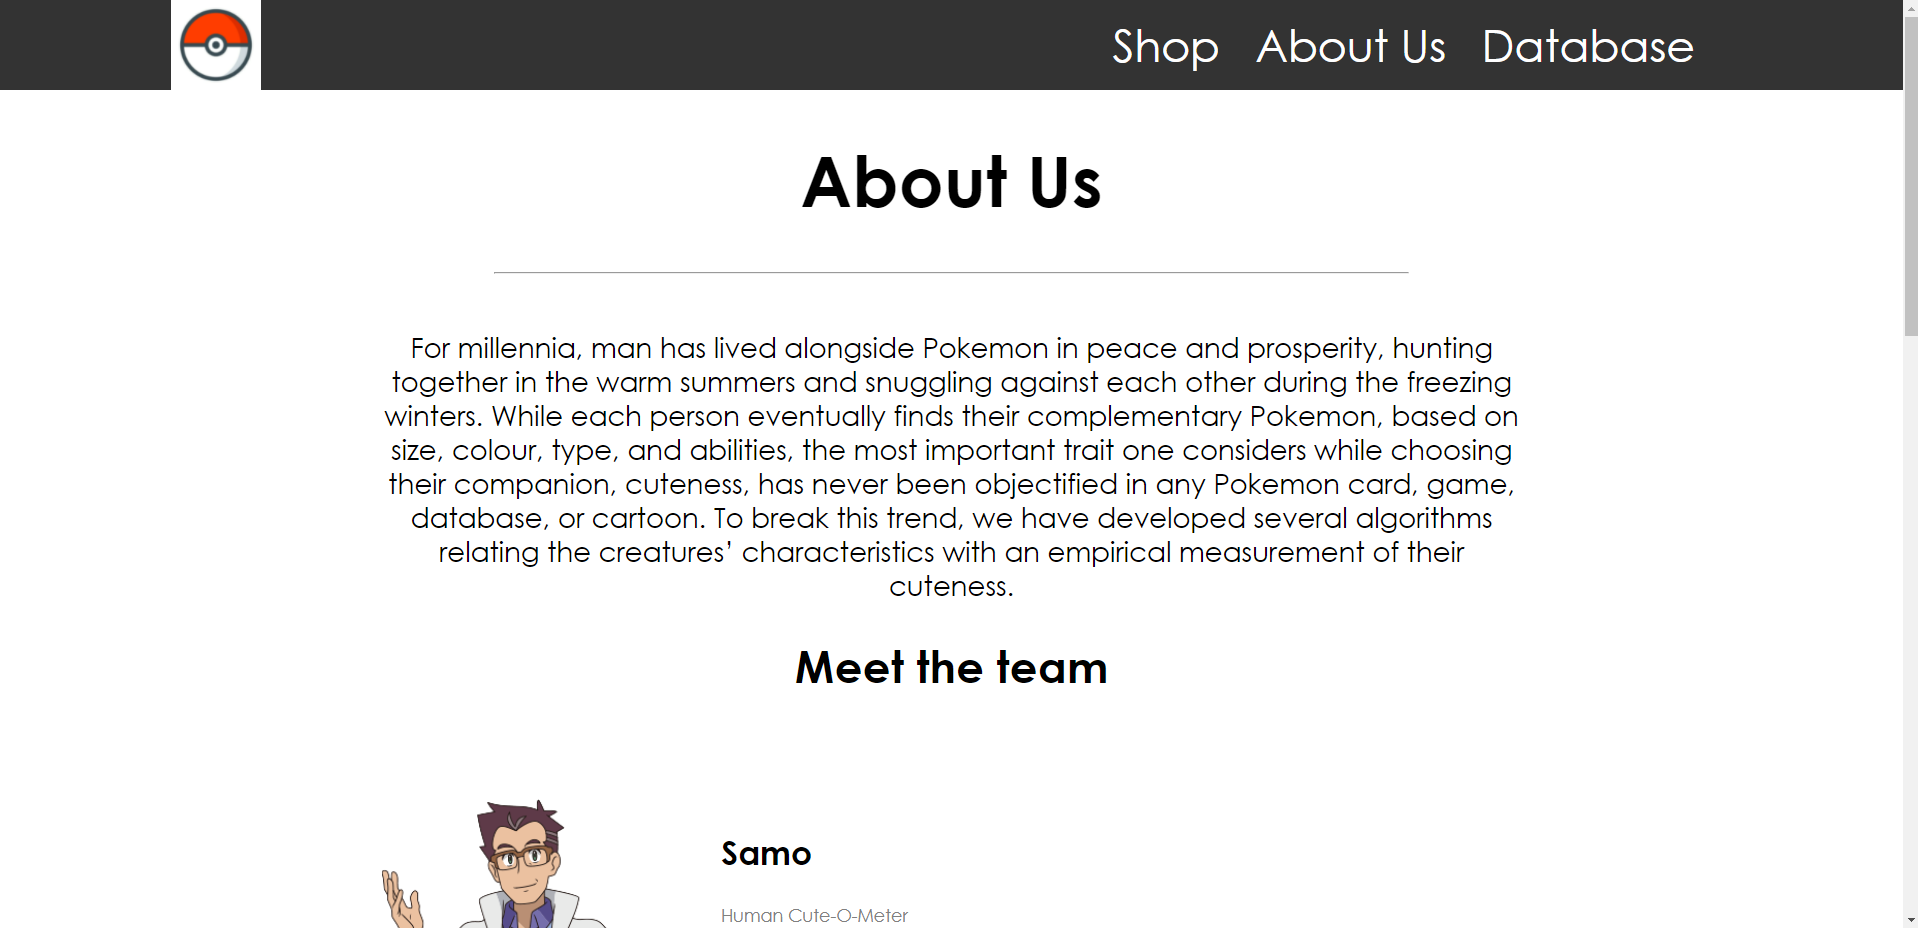 Shop About Us Database
About Us
For millennia, man has lived alongside Pokemon in peace and prosperity, hunting
together in the warm summers and snuggling against each other during the freezing
winters. While each person eventually finds their complementary Pokemon, based on
size, colour, type, and abilities, the most important trait one considers while choosing
their companion, cuteness, has never been objectified in any Pokemon card, game,
database, or cartoon. To break this trend, we have developed several algorithms
relating the creatures’ characteristics with an empirical measurement of their
cuteness.
Meet the team
Samo
Human Cute-O-Meter